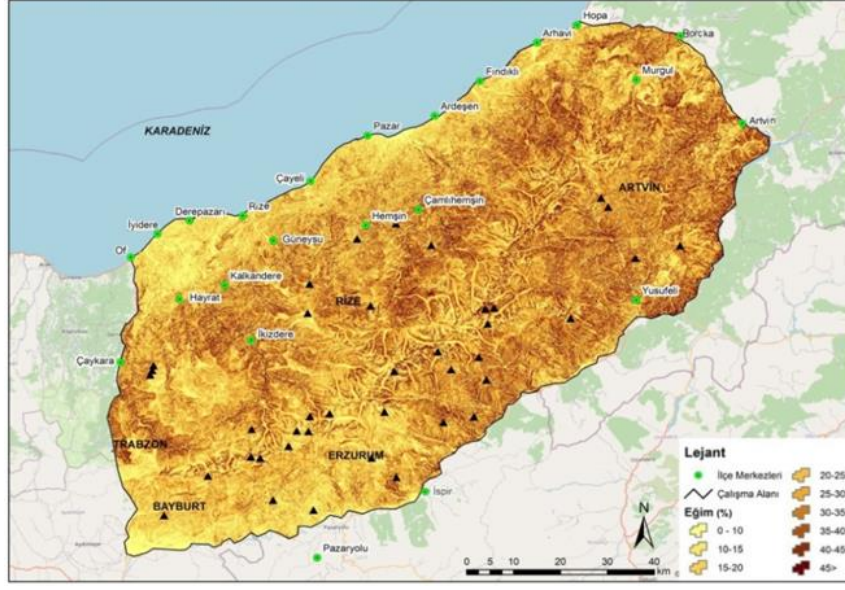 Hopa
Arhavi
Borcka
Fındıklı
Murgul
Ardeşen
Artvin
KARADENİZ
Pazar
Çayeli
ARTVİN
Çamlıhemşin
Rize
Derepazarı
Hemşin
İyidere
Güneysu
Of
Kalkandere
Hayrat
RİZE
Yusufeli
İkizdere
Çaykara
TRABZON
ERZURUM
BAYBURT
İspir
Pazaryolu
Lejant
İlçe Merkezleri
Çalışma Alanı
Eğim (%)
0 - 10
10-15
15-20
20-25
25-30
30-35
35-40
40-45
45>
N
0 5 10 20 30 40
km